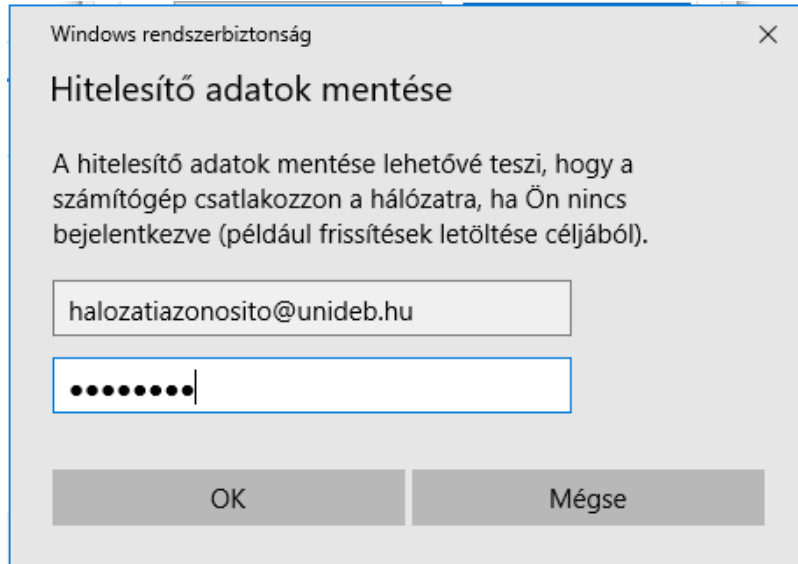 Windows rendszerbiztonság
Hitelesítő adatok mentése
A hitelesítő adatok mentése lehetővé teszi, hogy a
számítógép csatlakozzon a hálózatra, ha Ön nincs
bejelentkezve (például frissítések letöltése céljából).
halozatiazonosito@unideb.hu
●●●●●●●●
OK Mégse